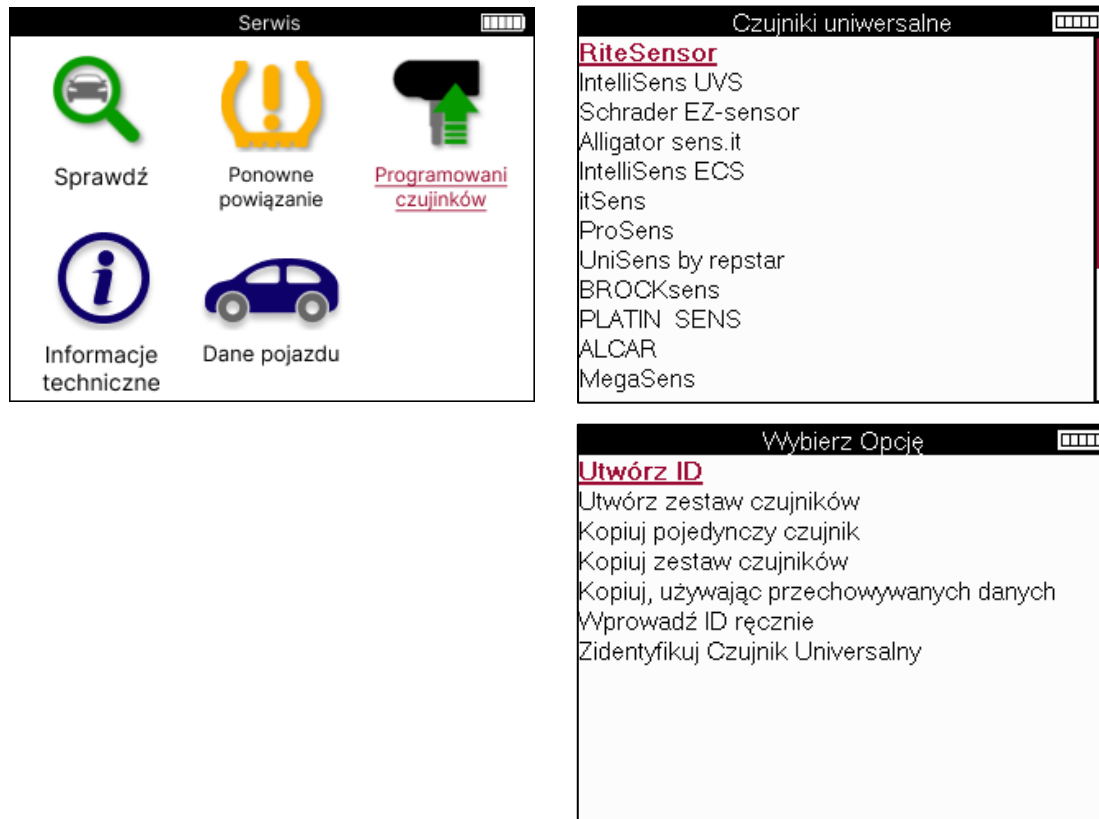 Serwis
Sprawdź
Ponowne
powiązanie
Programowani
czujinków
Informacje
techniczne
Dane pojazdu
Czujniki uniwersalne
RiteSensor
IntelliSens UVS
Schrader EZ-sensor
Alligator sens.it
IntelliSens ECS
itSens
ProSens
UniSens by repstar
BROCKsens
PLATIN SENS
ALCAR
MegaSens
Wybierz Opcję
Utwórz ID
Utwórz zestaw czujników
Kopiuj pojedynczy czujnik
Kopiuj zestaw czujników
Kopiuj, używając przechowywanych danych
Wprowadź ID ręcznie
Zidentyfikuj Czujnik Universalny